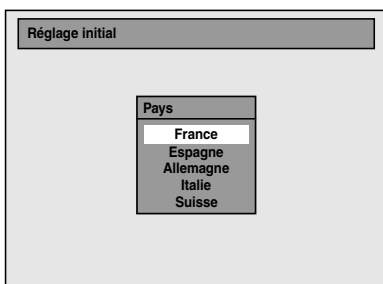 Réglage initial
Pays
France
Espagne
Allemagne
Italie
Suisse